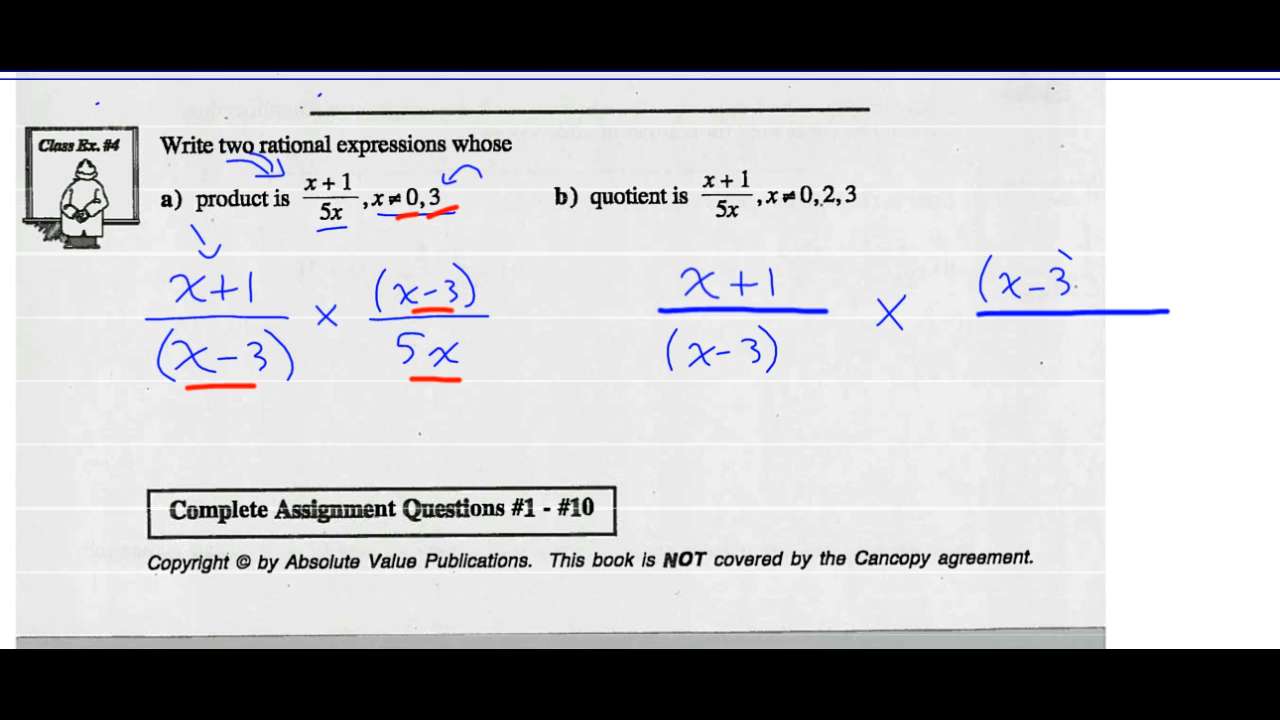 Class Ex. #4
Write two rational expressions whose
a) product is x + 1 / 5x , x ≠ 0, 3
b) quotient is x + 1 / 5x , x ≠ 0, 2, 3
x+1 / (x-3) × (x-3) / 5x
x+1 / (x-3) × (x-3
Complete Assignment Questions #1 - #10
Copyright © by Absolute Value Publications. This book is NOT covered by the Cancopy agreement.